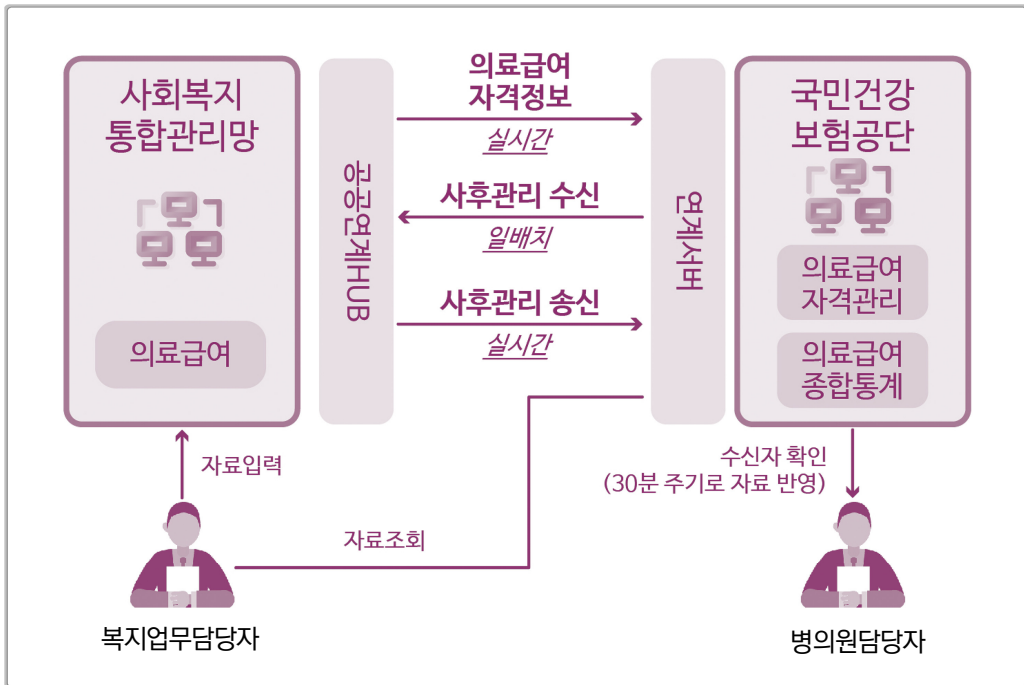 사회복지
통합관리망
의료급여
공공연계HUB
의료급여
자격정보
실시간
사후관리 수신
일배치
사후관리 송신
실시간
연계서버
국민건강
보험공단
의료급여
자격관리
의료급여
종합통계
자료입력
수신자 확인
(30분 주기로 자료 반영)
자료조회
복지업무담당자
병의원담당자